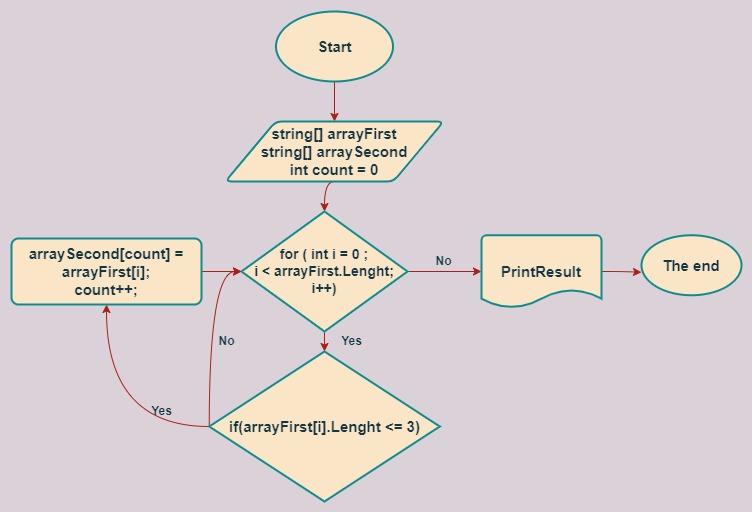 Start
string[] arrayFirst
string[] arraySecond
int count = 0
for ( int i = 0 ;
i < arrayFirst.Lenght;
i++)
No
PrintResult
The end
arraySecond[count] =
arrayFirst[i];
count++;
No
Yes
Yes
if(arrayFirst[i].Lenght <= 3)